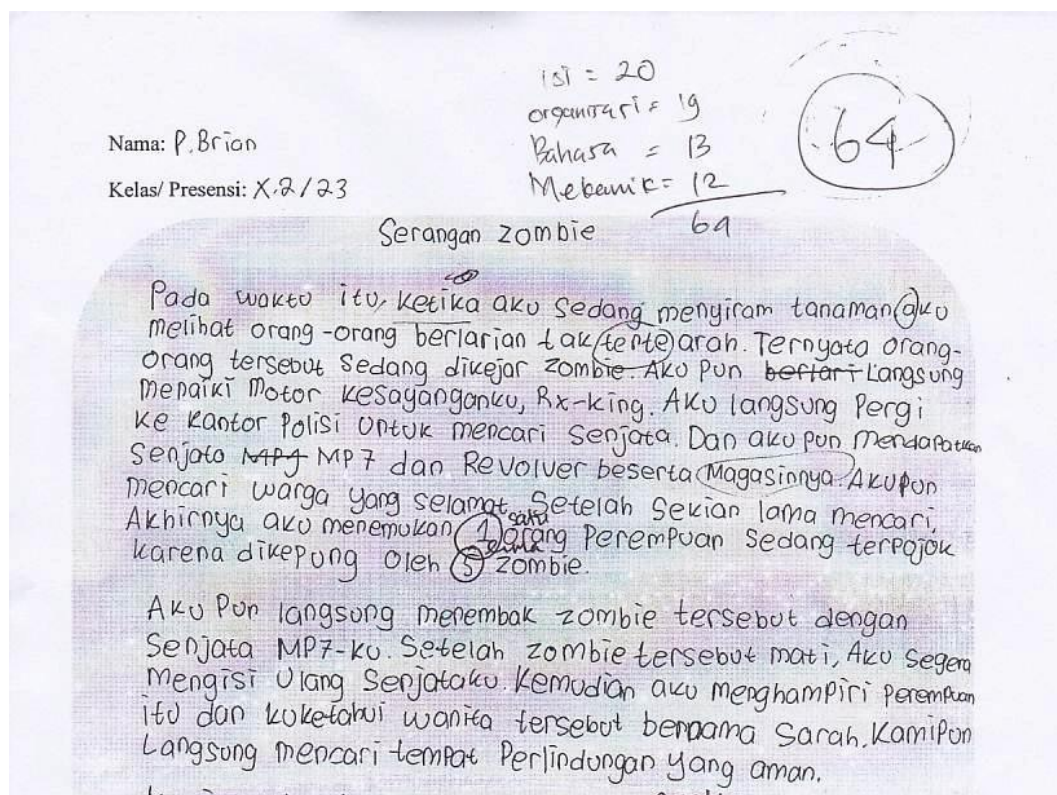 isi = 20
organisasi = 19
Bahasa = 13
Mekanik = 12
64
64
Nama: P. Brian
Kelas/ Presensi: X.2 / 23
Serangan zombie
Pada waktu itu, ketika aku Sedang menyiram tanaman aku
melihat orang-orang berlarian tak tente arah. Ternyata orang-
orang tersebut Sedang dikejar zombie. AKU Pun berlari Langsung
menaiki Motor Kesayanganku, Rx-king. AKU langsung Pergi
Ke Kantor Polisi Untuk mencari Senjata. Dan aku pun mendapatkan
Senjata MP7 dan Revolver beserta Magasinnya AKUPun
mencari warga yang selamat Setelah Sekian lama mencari,
satu
Akhirnya aku menemukan 1 orang Perempuan Sedang terpojok
lima
karena dikepung Oleh 5 zombie.
AKU Pun langsung menembak zombie tersebut dengan
Senjata MP7-ku. Setelah zombie tersebut mati, AKU Segera
Mengisi Ulang Senjataku. Kemudian aku menghampiri Perempuan
itu dan kuketahui wanita tersebut bernama Sarah. KamiPun
Langsung mencari tempat Perlindungan yang aman.